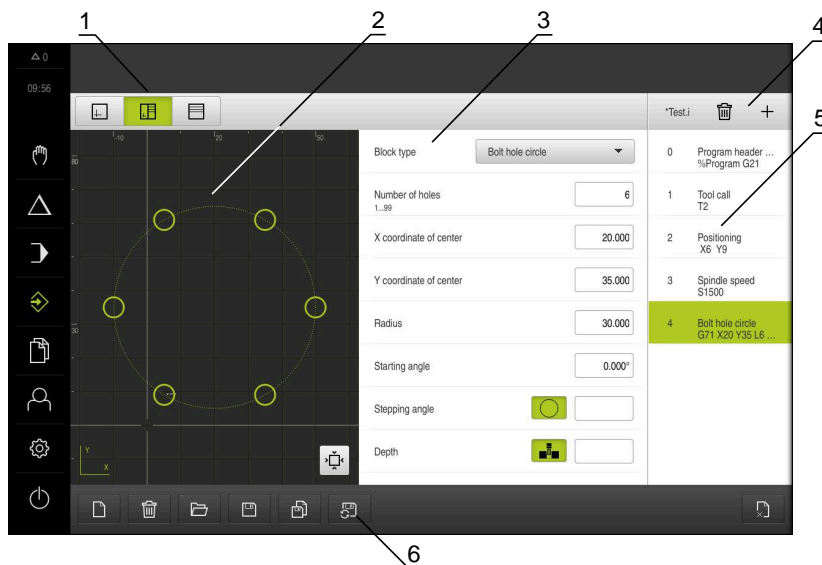 1
2
3
4
5
6
0
09:56
*Test.i
-10
20
50
80
30
Y
X
Block type
Bolt hole circle
Number of holes
1...99
6
X coordinate of center
20.000
Y coordinate of center
35.000
Radius
30.000
Starting angle
0.000°
Stepping angle
Depth
0 Program header ...
%Program G21
1 Tool call
T2
2 Positioning
X6 Y9
3 Spindle speed
S1500
4 Bolt hole circle
G71 X20 Y35 L6 ...